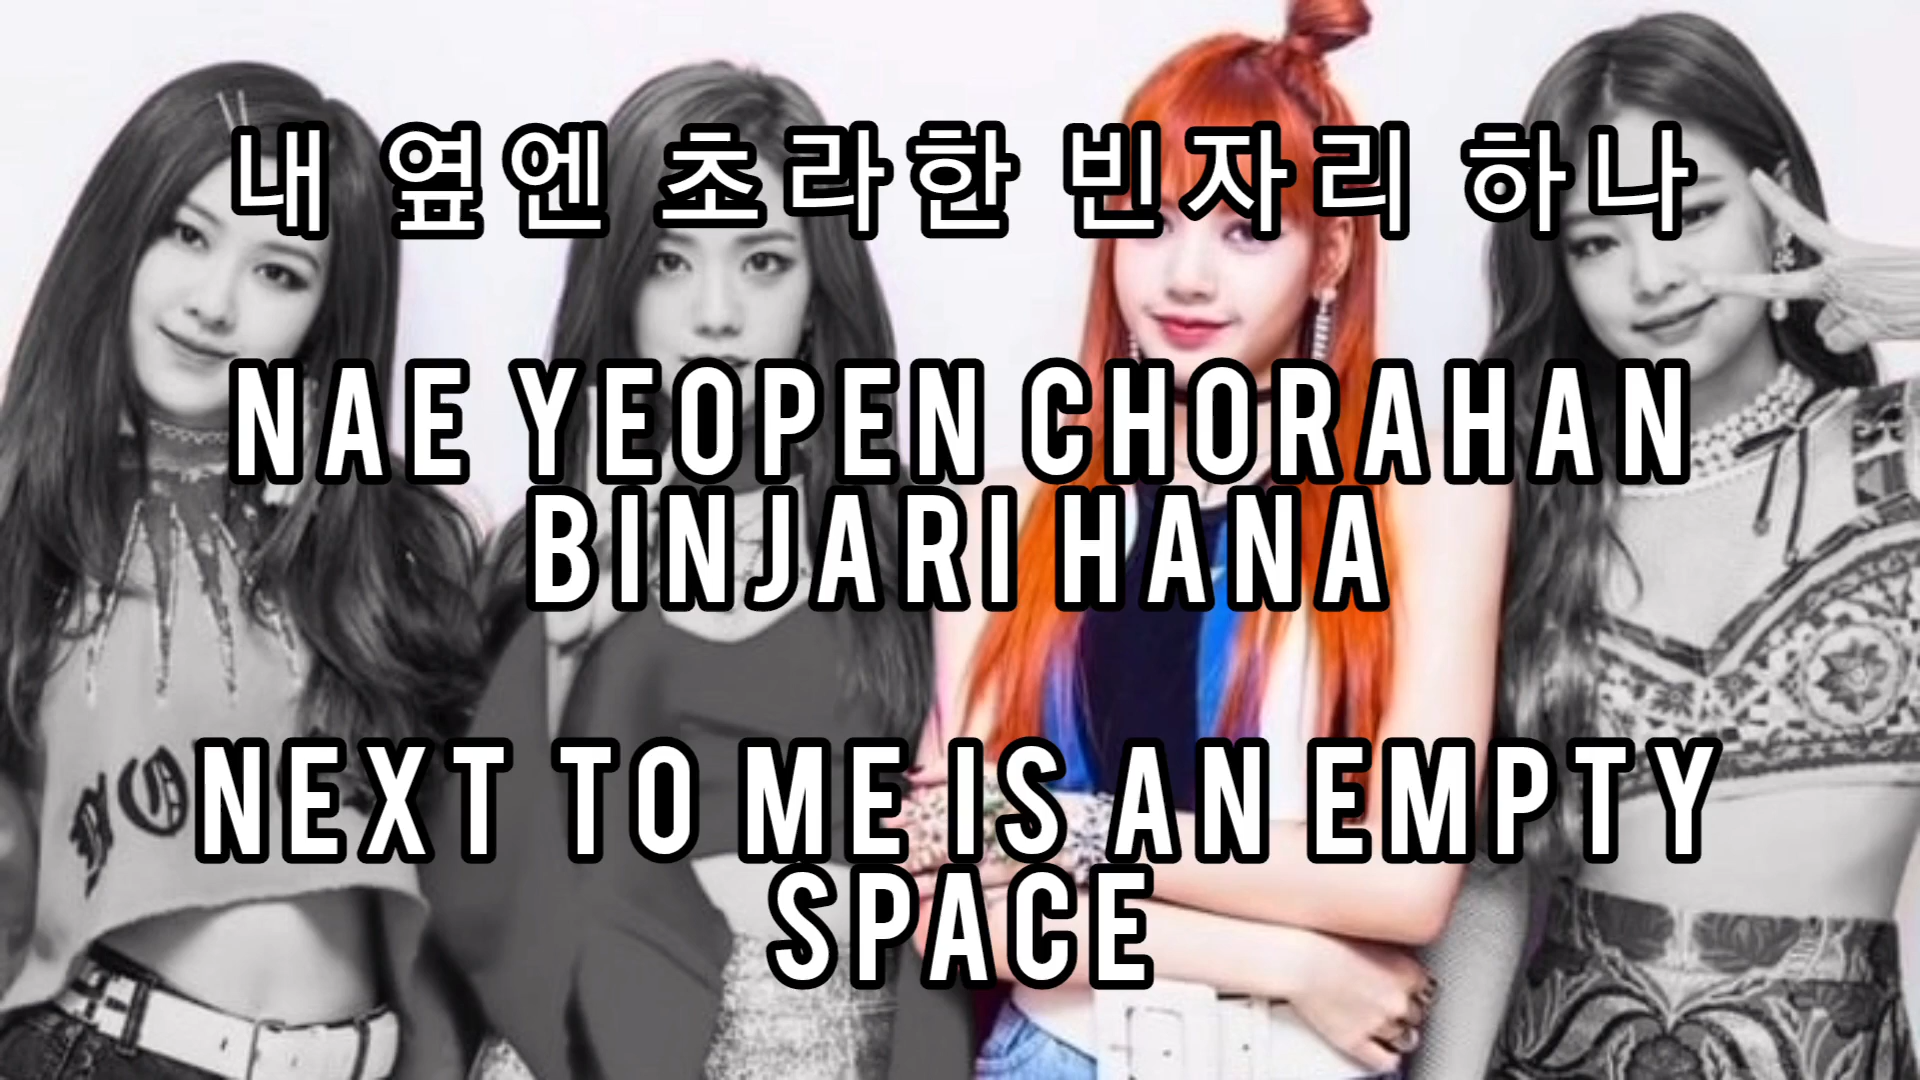 내 옆엔 초라한 빈자리 하나
NAE YEOPEN CHORAHAN
BINJARI HANA
NEXT TO ME IS AN EMPTY
SPACE